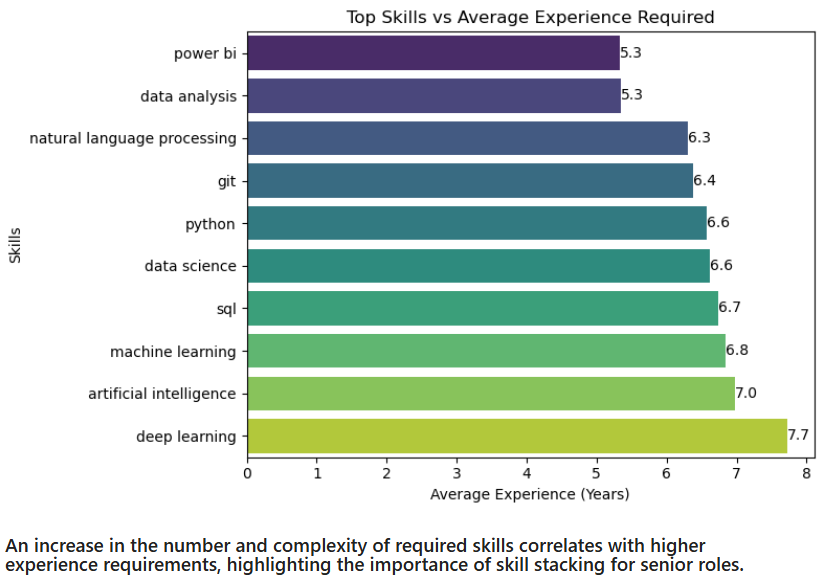 Top Skills vs Average Experience Required
power bi 5.3
data analysis 5.3
natural language processing 6.3
git 6.4
python 6.6
data science 6.6
Skills
sql 6.7
machine learning 6.8
artificial intelligence 7.0
deep learning 7.7
0 1 2 3 4 5 6 7 8
Average Experience (Years)
An increase in the number and complexity of required skills correlates with higher
experience requirements, highlighting the importance of skill stacking for senior roles.